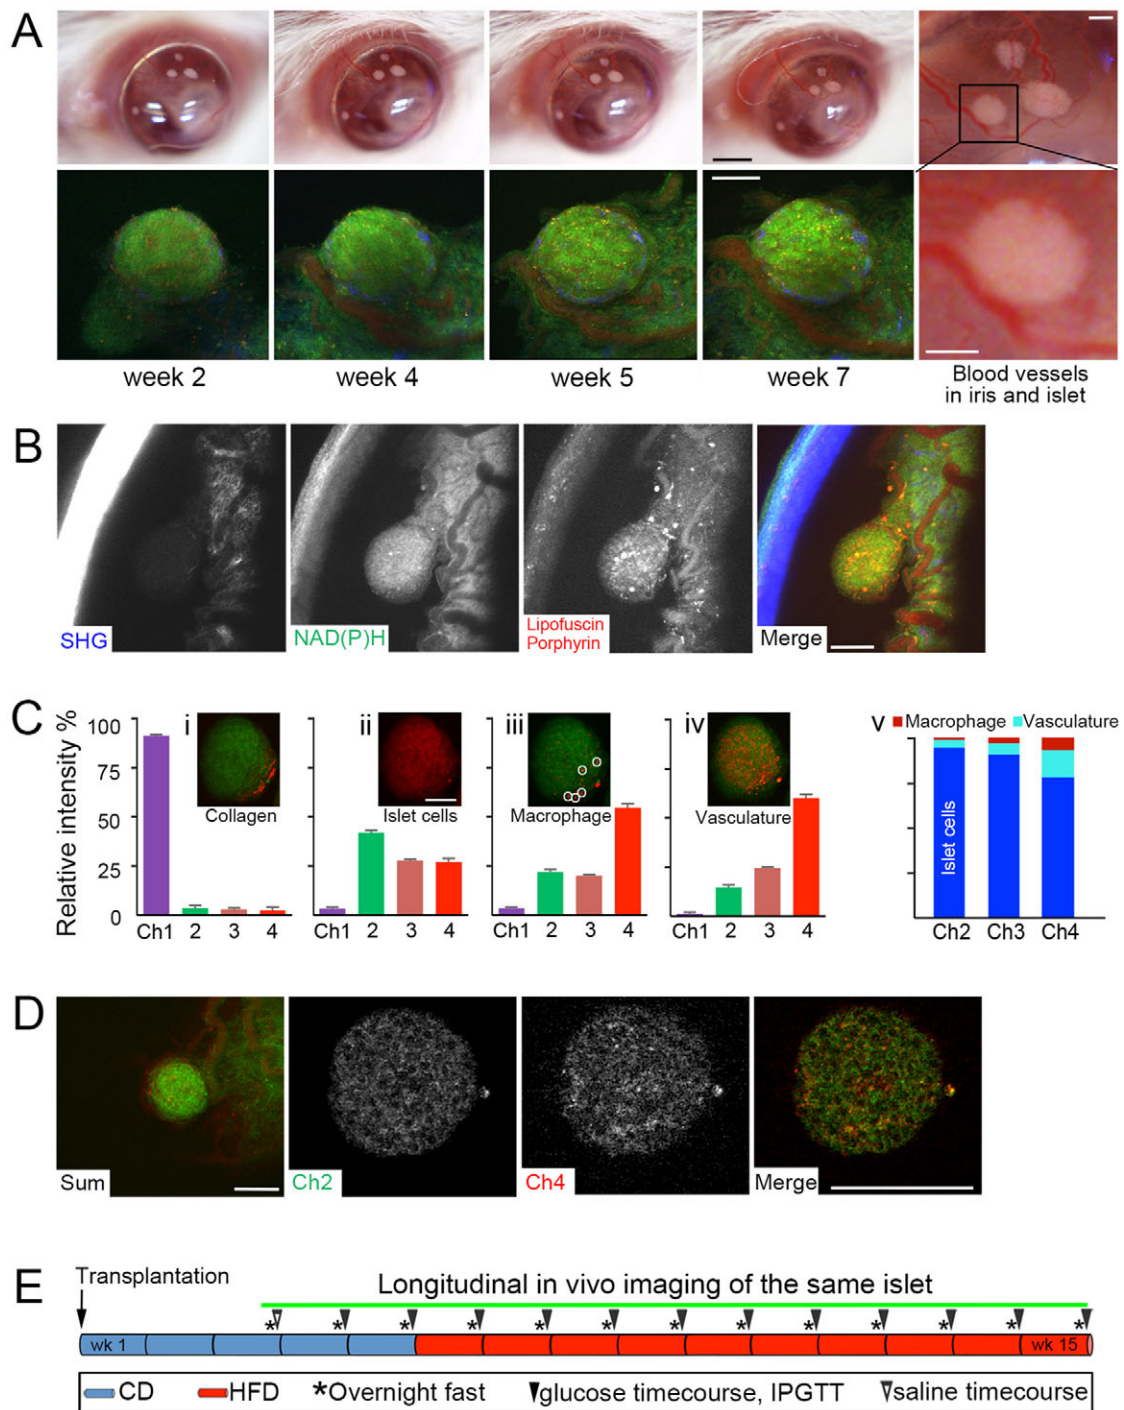 A
week 2
week 4
week 5
week 7
Blood vessels
in iris and islet
B
SHG
NAD(P)H
Lipofuscin
Porphyrin
Merge
C
Relative intensity %
100
75
50
25
0
i
Collagen
Ch1 2 3 4
ii
Islet cells
Ch1 2 3 4
iii
Macrophage
Ch1 2 3 4
iv
Vasculature
Ch1 2 3 4
v
Macrophage Vasculature
Islet cells
Ch2 Ch3 Ch4
D
Sum
Ch2
Ch4
Merge
E
Transplantation
Longitudinal in vivo imaging of the same islet
* * * * * * * * * * * * *
wk 1 wk 15
CD HFD *Overnight fast glucose timecourse, IPGTT saline timecourse